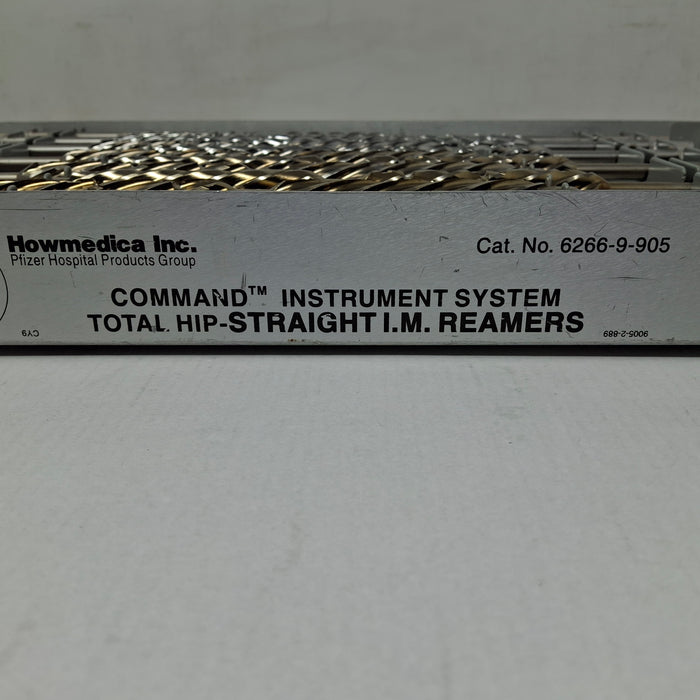 Howmedica Inc.
Pfizer Hospital Products Group
Cat. No. 6266-9-905
COMMAND™ INSTRUMENT SYSTEM
TOTAL HIP-STRAIGHT I.M. REAMERS
CY9
9005-2-889